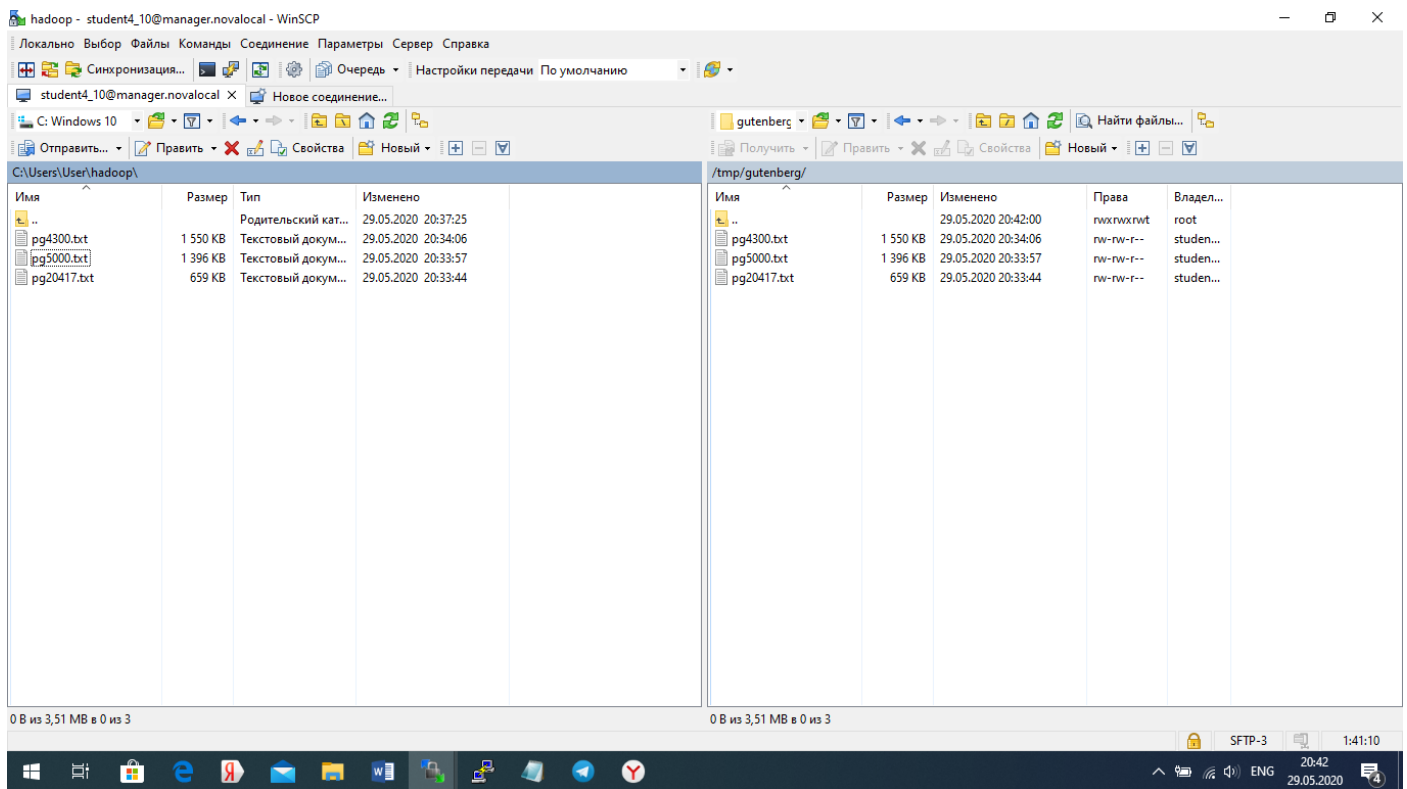 hadoop - student4_10@manager.novalocal - WinSCP
Локально Выбор Файлы Команды Соединение Параметры Сервер Справка
Синхронизация... Очередь Настройки передачи По умолчанию
student4_10@manager.novalocal X Новое соединение...
C: Windows 10 gutenberg Найти файлы...
Отправить... Править Свойства Новый Получить Править Свойства Новый
C:\Users\User\hadoop\ /tmp/gutenberg/
Имя Размер Тип Изменено Имя Размер Изменено Права Владел...
.. Родительский кат... 29.05.2020 20:37:25 .. 29.05.2020 20:42:00 rwxrwxrwt root
pg4300.txt 1 550 KB Текстовый докум... 29.05.2020 20:34:06 pg4300.txt 1 550 KB 29.05.2020 20:34:06 rw-rw-r-- studen...
pg5000.txt 1 396 KB Текстовый докум... 29.05.2020 20:33:57 pg5000.txt 1 396 KB 29.05.2020 20:33:57 rw-rw-r-- studen...
pg20417.txt 659 KB Текстовый докум... 29.05.2020 20:33:44 pg20417.txt 659 KB 29.05.2020 20:33:44 rw-rw-r-- studen...
0 B из 3,51 MB в 0 из 3 0 B из 3,51 MB в 0 из 3
SFTP-3 1:41:10
ENG 20:42
29.05.2020